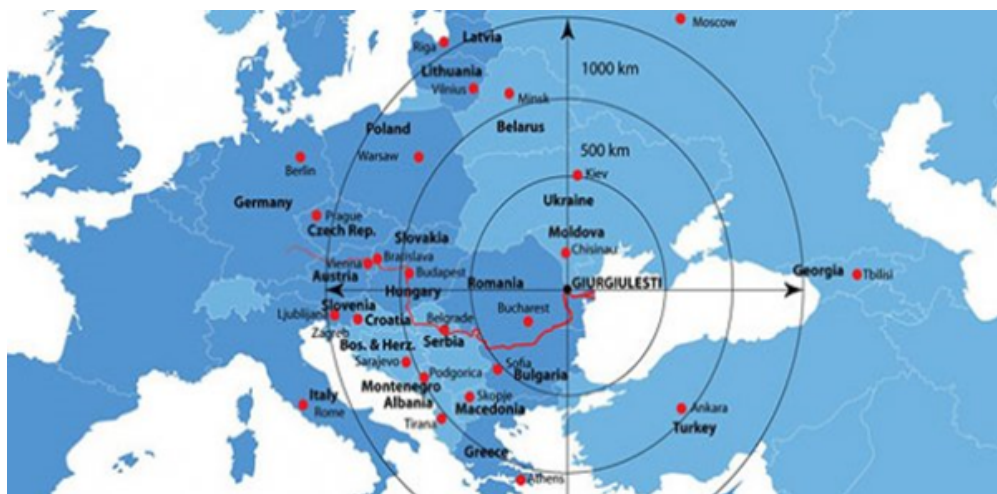 Moscow
Latvia
Riga
1000 km
Lithuania
Vilnius
Minsk
Poland
Belarus
500 km
Warsaw
Berlin
Kiev
Germany
Ukraine
Prague
Czech Rep.
Moldova
Slovakia
Chisinau
Bratislava
Vienna
Georgia
Tbilisi
Austria
Budapest
Romania
GIURGIULESTI
Hungary
Slovenia
Bucharest
Ljubljana
Croatia
Belgrade
Zagreb
Serbia
Bos. & Herz.
Sarajevo
Sofia
Podgorica
Bulgaria
Montenegro
Italy
Skopje
Albania
Ankara
Rome
Macedonia
Tirana
Turkey
Greece
Athens